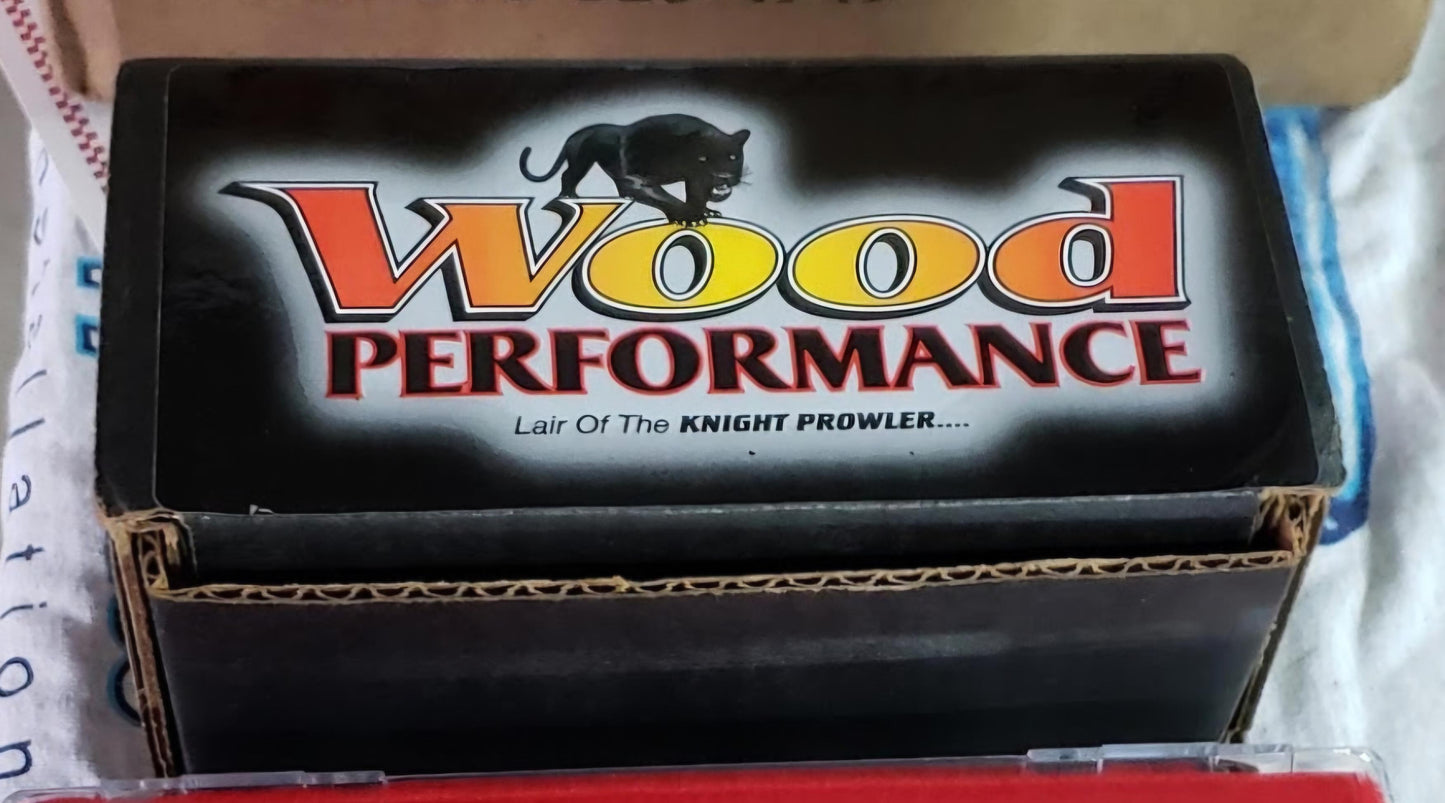 Wood
PERFORMANCE
Lair Of The KNIGHT PROWLER....